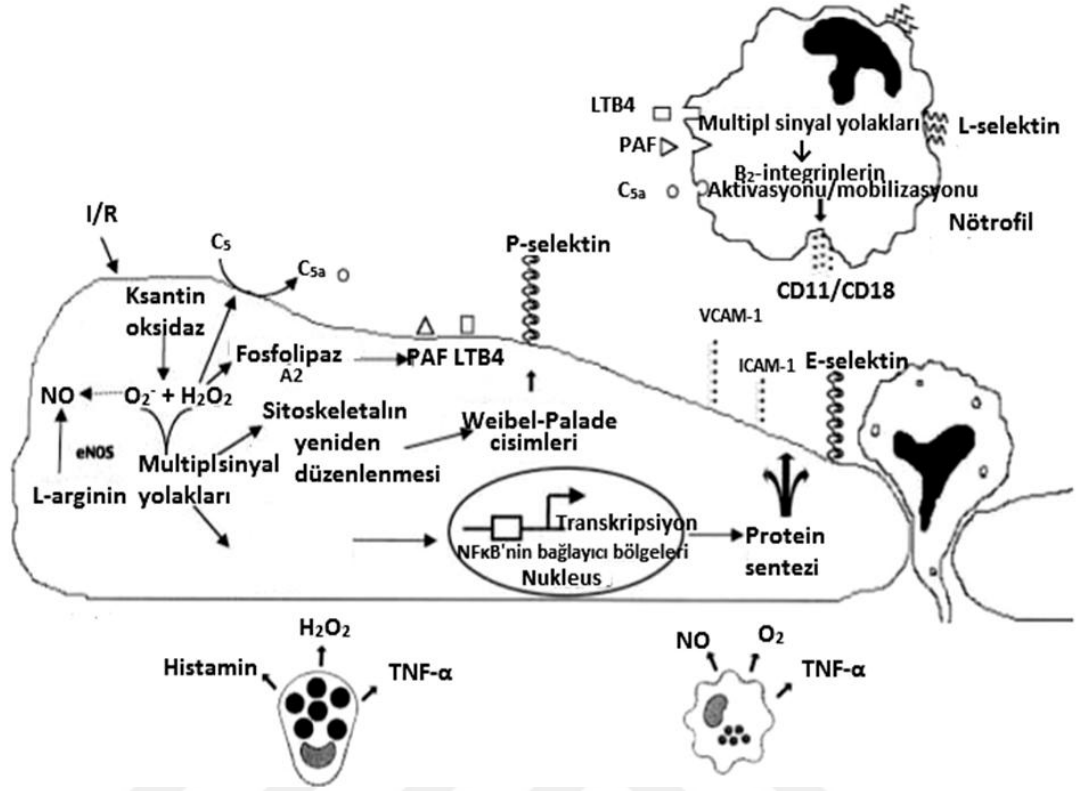 LTB4
Multipl sinyal yolakları
L-selektin
PAF
B₂-integrinlerin
C₅ₐ
Aktivasyonu/mobilizasyonu
Nötrofil
CD11/CD18
I/R
C₅
C₅ₐ
P-selektin
VCAM-1
ICAM-1
E-selektin
Ksantin
oksidaz
Fosfolipaz
A2
PAF LTB4
NO
O₂⁻ + H₂O₂
eNOS
L-arginin
Multipl sinyal
yolakları
Sitoskeletalın
yeniden
düzenlenmesi
Weibel-Palade
cisimleri
Transkripsiyon
NFκB'nin bağlayıcı bölgeleri
Nukleus
Protein
sentezi
H₂O₂
Histamin
TNF-α
NO
O₂
TNF-α